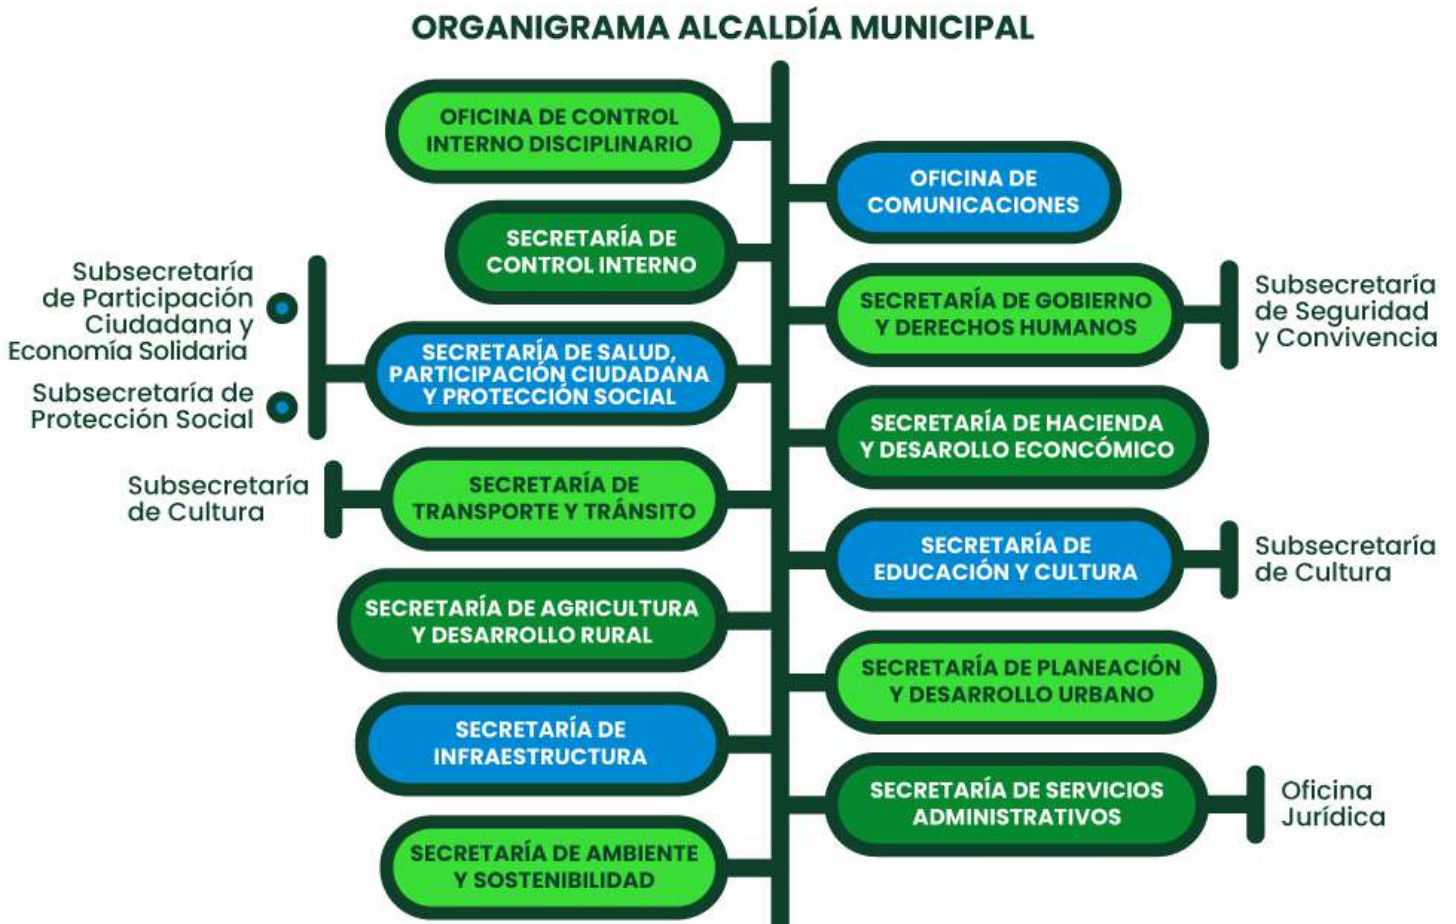 ORGANIGRAMA ALCALDÍA MUNICIPAL
OFICINA DE CONTROL
INTERNO DISCIPLINARIO
OFICINA DE
COMUNICACIONES
SECRETARÍA DE
CONTROL INTERNO
Subsecretaría
de Participación
Ciudadana y
Economía Solidaria
Subsecretaría de
Protección Social
SECRETARÍA DE SALUD,
PARTICIPACIÓN CIUDADANA
Y PROTECCIÓN SOCIAL
SECRETARÍA DE GOBIERNO
Y DERECHOS HUMANOS
Subsecretaría
de Seguridad
y Convivencia
SECRETARÍA DE HACIENDA
Y DESAROLLO ECONCÓMICO
Subsecretaría
de Cultura
SECRETARÍA DE
TRANSPORTE Y TRÁNSITO
SECRETARÍA DE
EDUCACIÓN Y CULTURA
Subsecretaría
de Cultura
SECRETARÍA DE AGRICULTURA
Y DESARROLLO RURAL
SECRETARÍA DE PLANEACIÓN
Y DESARROLLO URBANO
SECRETARÍA DE
INFRAESTRUCTURA
SECRETARÍA DE SERVICIOS
ADMINISTRATIVOS
Oficina
Jurídica
SECRETARÍA DE AMBIENTE
Y SOSTENIBILIDAD